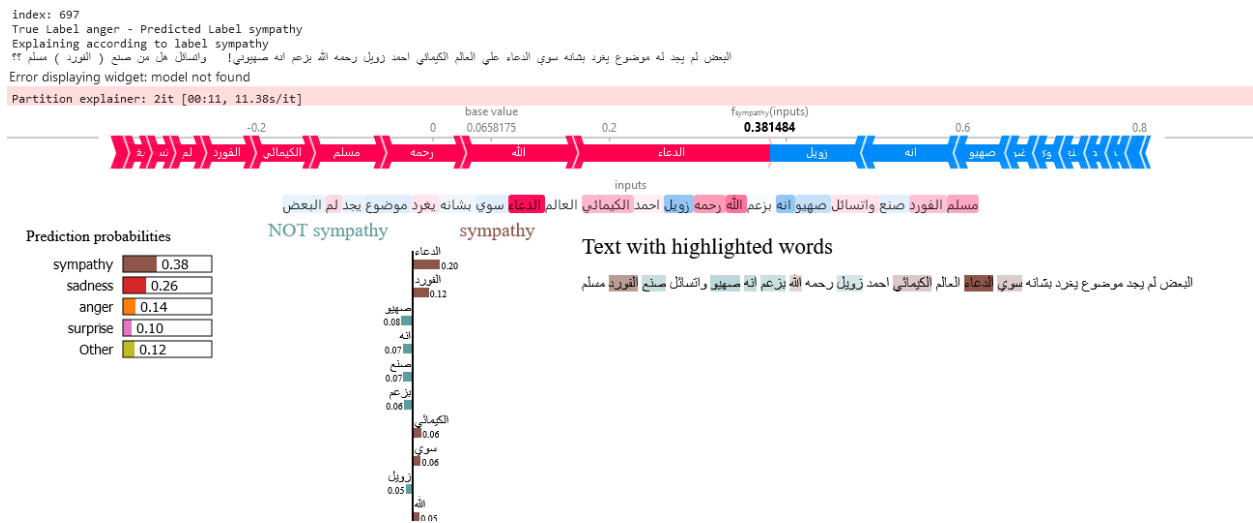 index: 697
True Label anger - Predicted Label sympathy
Explaining according to label sympathy
البعض لم يجد له موضوع يغرد بشانه سوي الدعاء علي العالم الكيمائي احمد زويل رحمه الله بزعم انه صهيوني! واتسائل هل من صنع ( الفورد ) مسلم ؟؟
Error displaying widget: model not found
Partition explainer: 2it [00:11, 11.38s/it]
base value
fsympathy(inputs)
-0.2 0 0.0658175 0.2 0.381484 0.6 0.8
لم الفورد الكيمائي مسلم رحمه الله الدعاء زويل انه صهيو
inputs
البعض لم يجد موضوع يغرد بشانه سوي الدعاء العالم الكيمائي احمد زويل رحمه الله بزعم انه صهيو واتسائل صنع الفورد مسلم
Prediction probabilities
sympathy 0.38
sadness 0.26
anger 0.14
surprise 0.10
Other 0.12
NOT sympathy sympathy
الدعاء
0.20
الفورد
0.12
صهيو
0.08
انه
0.07
صنع
0.07
بزعم
0.06
الكيمائي
0.06
سوي
0.06
زويل
0.05
الله
0.05
Text with highlighted words
البعض لم يجد موضوع يغرد بشانه سوي الدعاء العالم الكيمائي احمد زويل رحمه الله بزعم انه صهيو واتسائل صنع الفورد مسلم